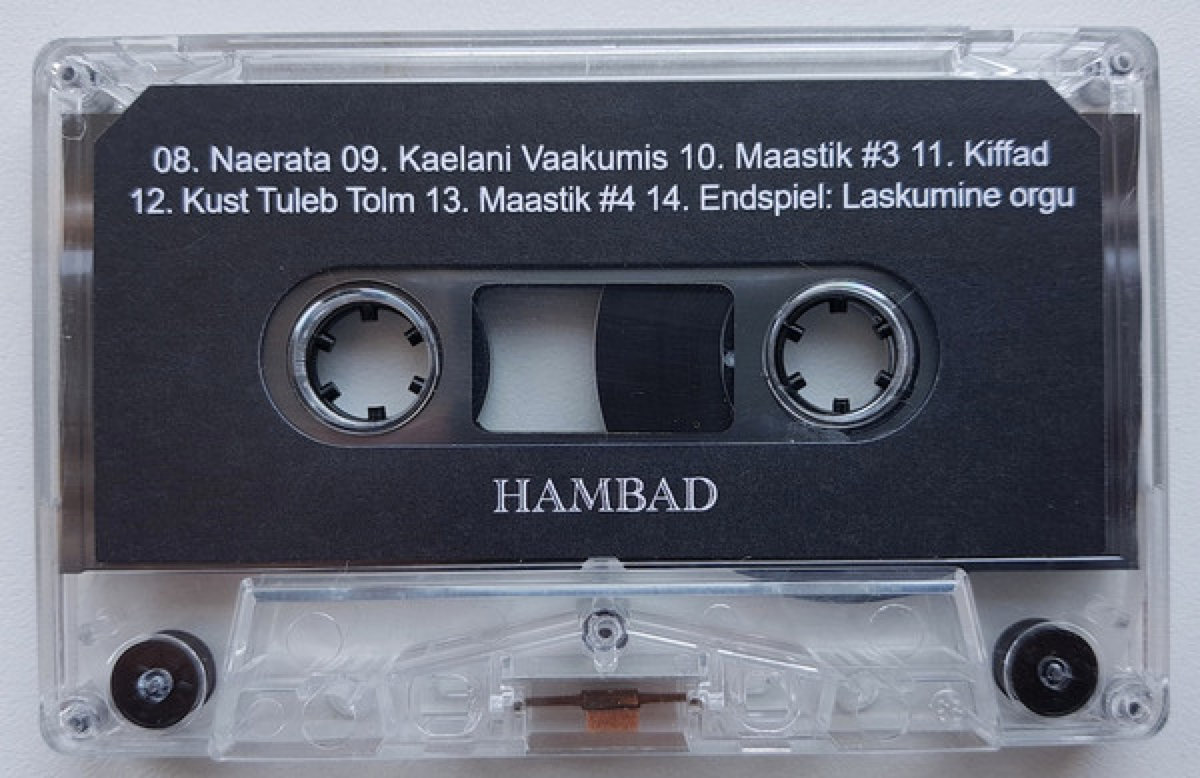 08. Naerata 09. Kaelani Vaakumis 10. Maastik #3 11. Kiffad
12. Kust Tuleb Tolm 13. Maastik #4 14. Endspiel: Laskumine orgu
HAMBAD